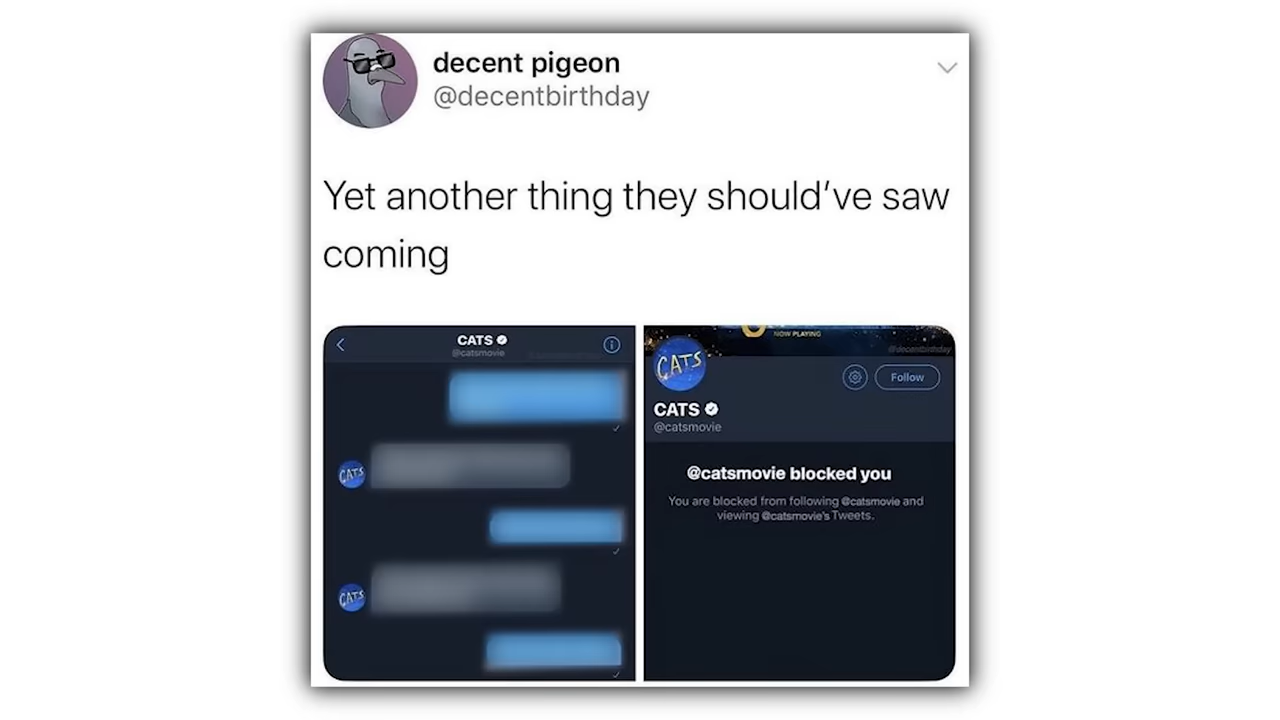 decent pigeon
@decentbirthday
Yet another thing they should've saw
coming
CATS
@catsmovie
CATS
CATS
NOW PLAYING
@decentbirthday
CATS
Follow
CATS
@catsmovie
@catsmovie blocked you
You are blocked from following @catsmovie and
viewing @catsmovie's Tweets.